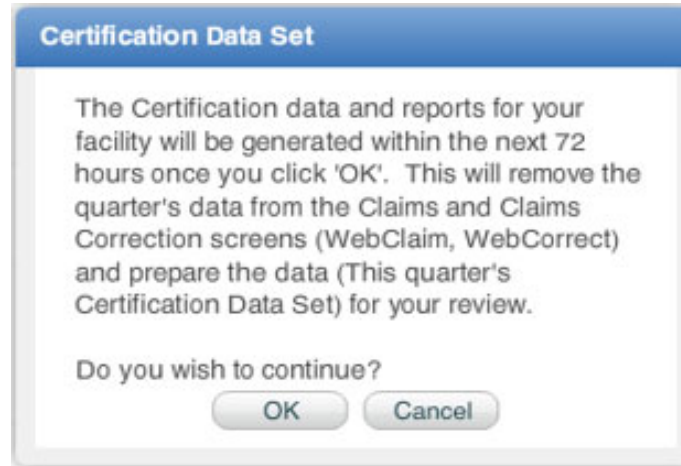 Certification Data Set
The Certification data and reports for your
facility will be generated within the next 72
hours once you click 'OK'.  This will remove the
quarter's data from the Claims and Claims
Correction screens (WebClaim, WebCorrect)
and prepare the data (This quarter's
Certification Data Set) for your review.
Do you wish to continue?
OK Cancel